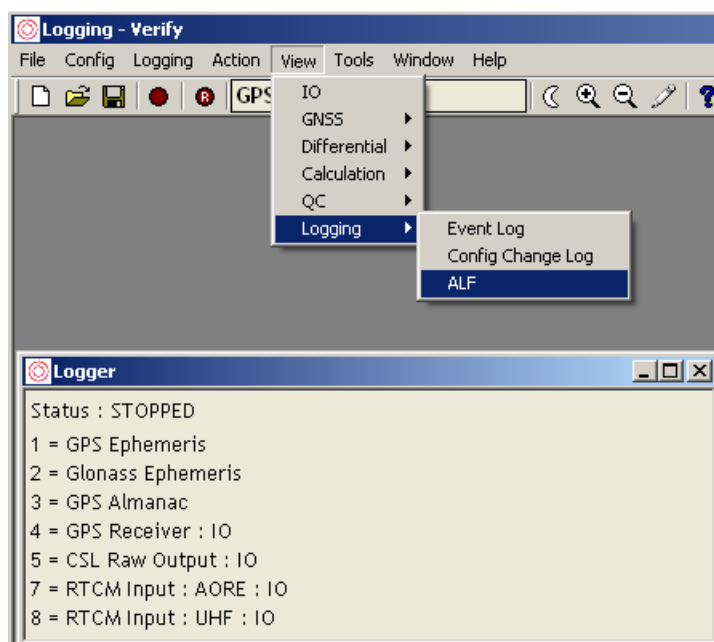 Logging - Verify
File Config Logging Action View Tools Window Help
R GPS ?
IO
GNSS
Differential
Calculation
QC
Logging
Event Log
Config Change Log
ALF
Logger
Status : STOPPED
1 = GPS Ephemeris
2 = Glonass Ephemeris
3 = GPS Almanac
4 = GPS Receiver : IO
5 = CSL Raw Output : IO
7 = RTCM Input : AORE : IO
8 = RTCM Input : UHF : IO